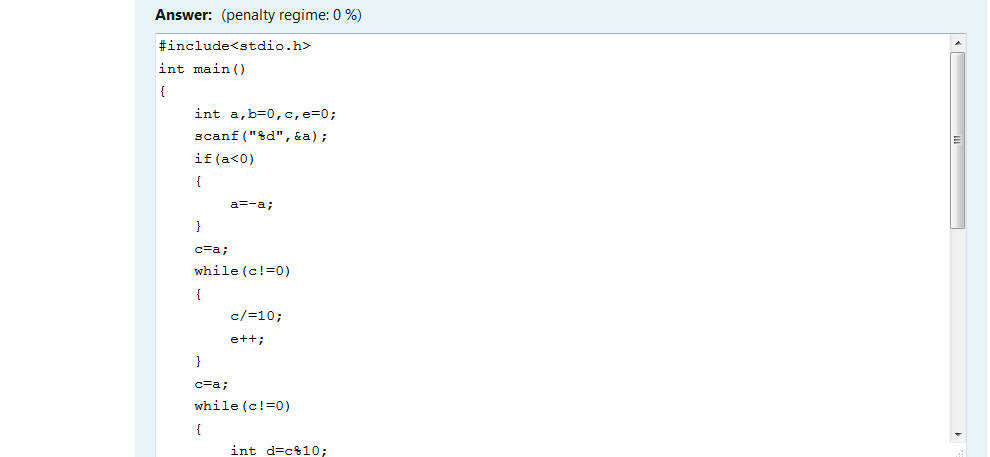 Answer: (penalty regime: 0 %)
#include<stdio.h>
int main()
{
    int a,b=0,c,e=0;
    scanf("%d",&a);
    if(a<0)
    {
        a=-a;
    }
    c=a;
    while(c!=0)
    {
        c/=10;
        e++;
    }
    c=a;
    while(c!=0)
    {
        int d=c%10;